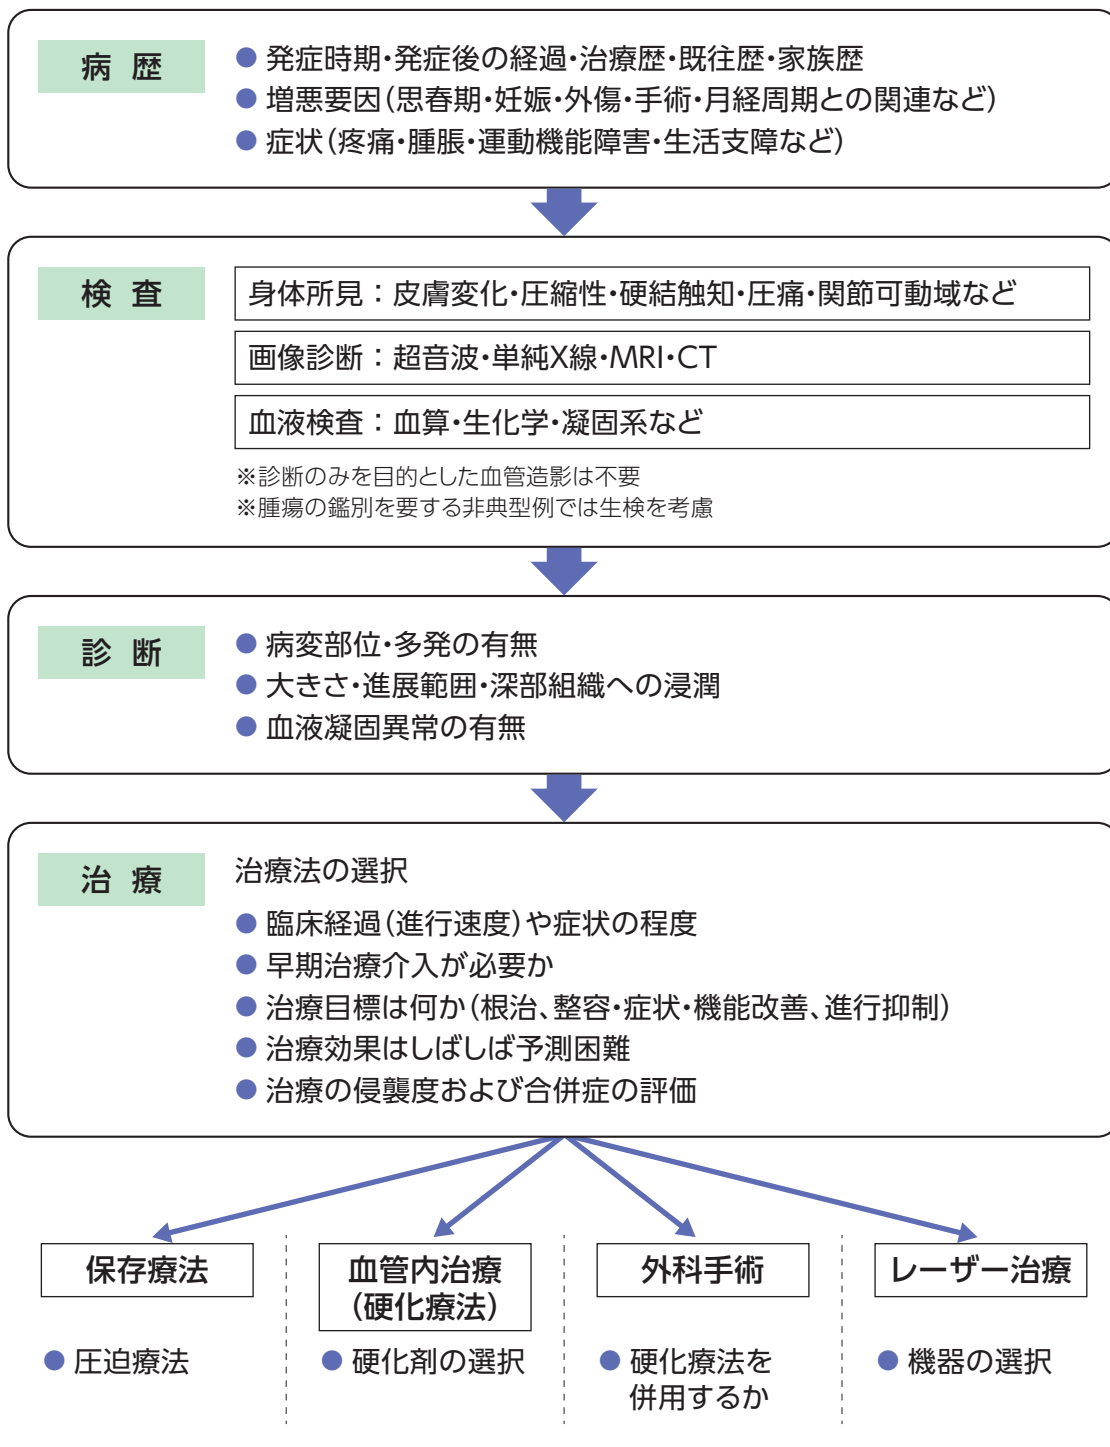 病 歴
● 発症時期・発症後の経過・治療歴・既往歴・家族歴
● 増悪要因(思春期・妊娠・外傷・手術・月経周期との関連など)
● 症状(疼痛・腫脹・運動機能障害・生活支障など)
検 査
身体所見：皮膚変化・圧縮性・硬結触知・圧痛・関節可動域など
画像診断：超音波・単純X線・MRI・CT
血液検査：血算・生化学・凝固系など
※診断のみを目的とした血管造影は不要
※腫瘍の鑑別を要する非典型例では生検を考慮
診 断
● 病変部位・多発の有無
● 大きさ・進展範囲・深部組織への浸潤
● 血液凝固異常の有無
治 療
治療法の選択
● 臨床経過(進行速度)や症状の程度
● 早期治療介入が必要か
● 治療目標は何か(根治、整容・症状・機能改善、進行抑制)
● 治療効果はしばしば予測困難
● 治療の侵襲度および合併症の評価
保存療法
● 圧迫療法
血管内治療
(硬化療法)
● 硬化剤の選択
外科手術
● 硬化療法を
併用するか
レーザー治療
● 機器の選択